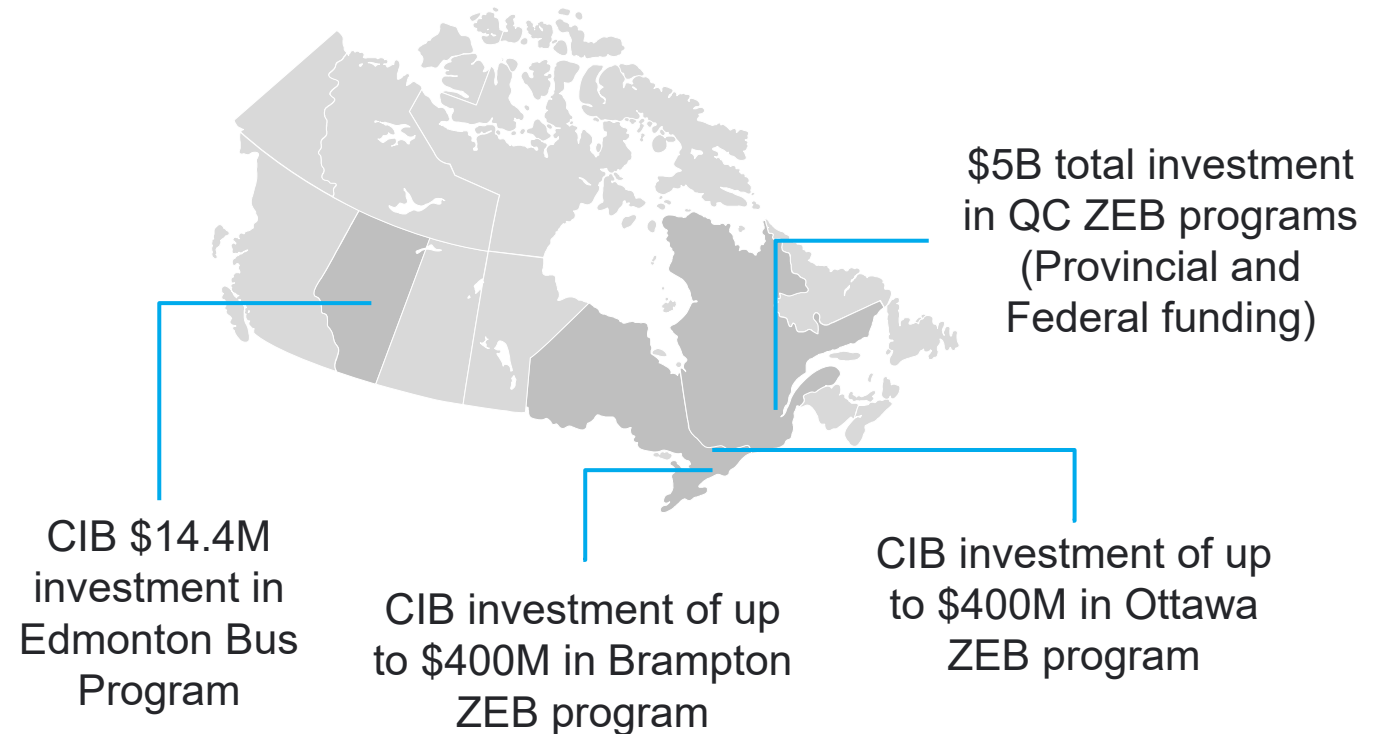 $5B total investment
in QC ZEB programs
(Provincial and
Federal funding)
CIB $14.4M
investment in
Edmonton Bus
Program
CIB investment of up
to $400M in Brampton
ZEB program
CIB investment of up
to $400M in Ottawa
ZEB program